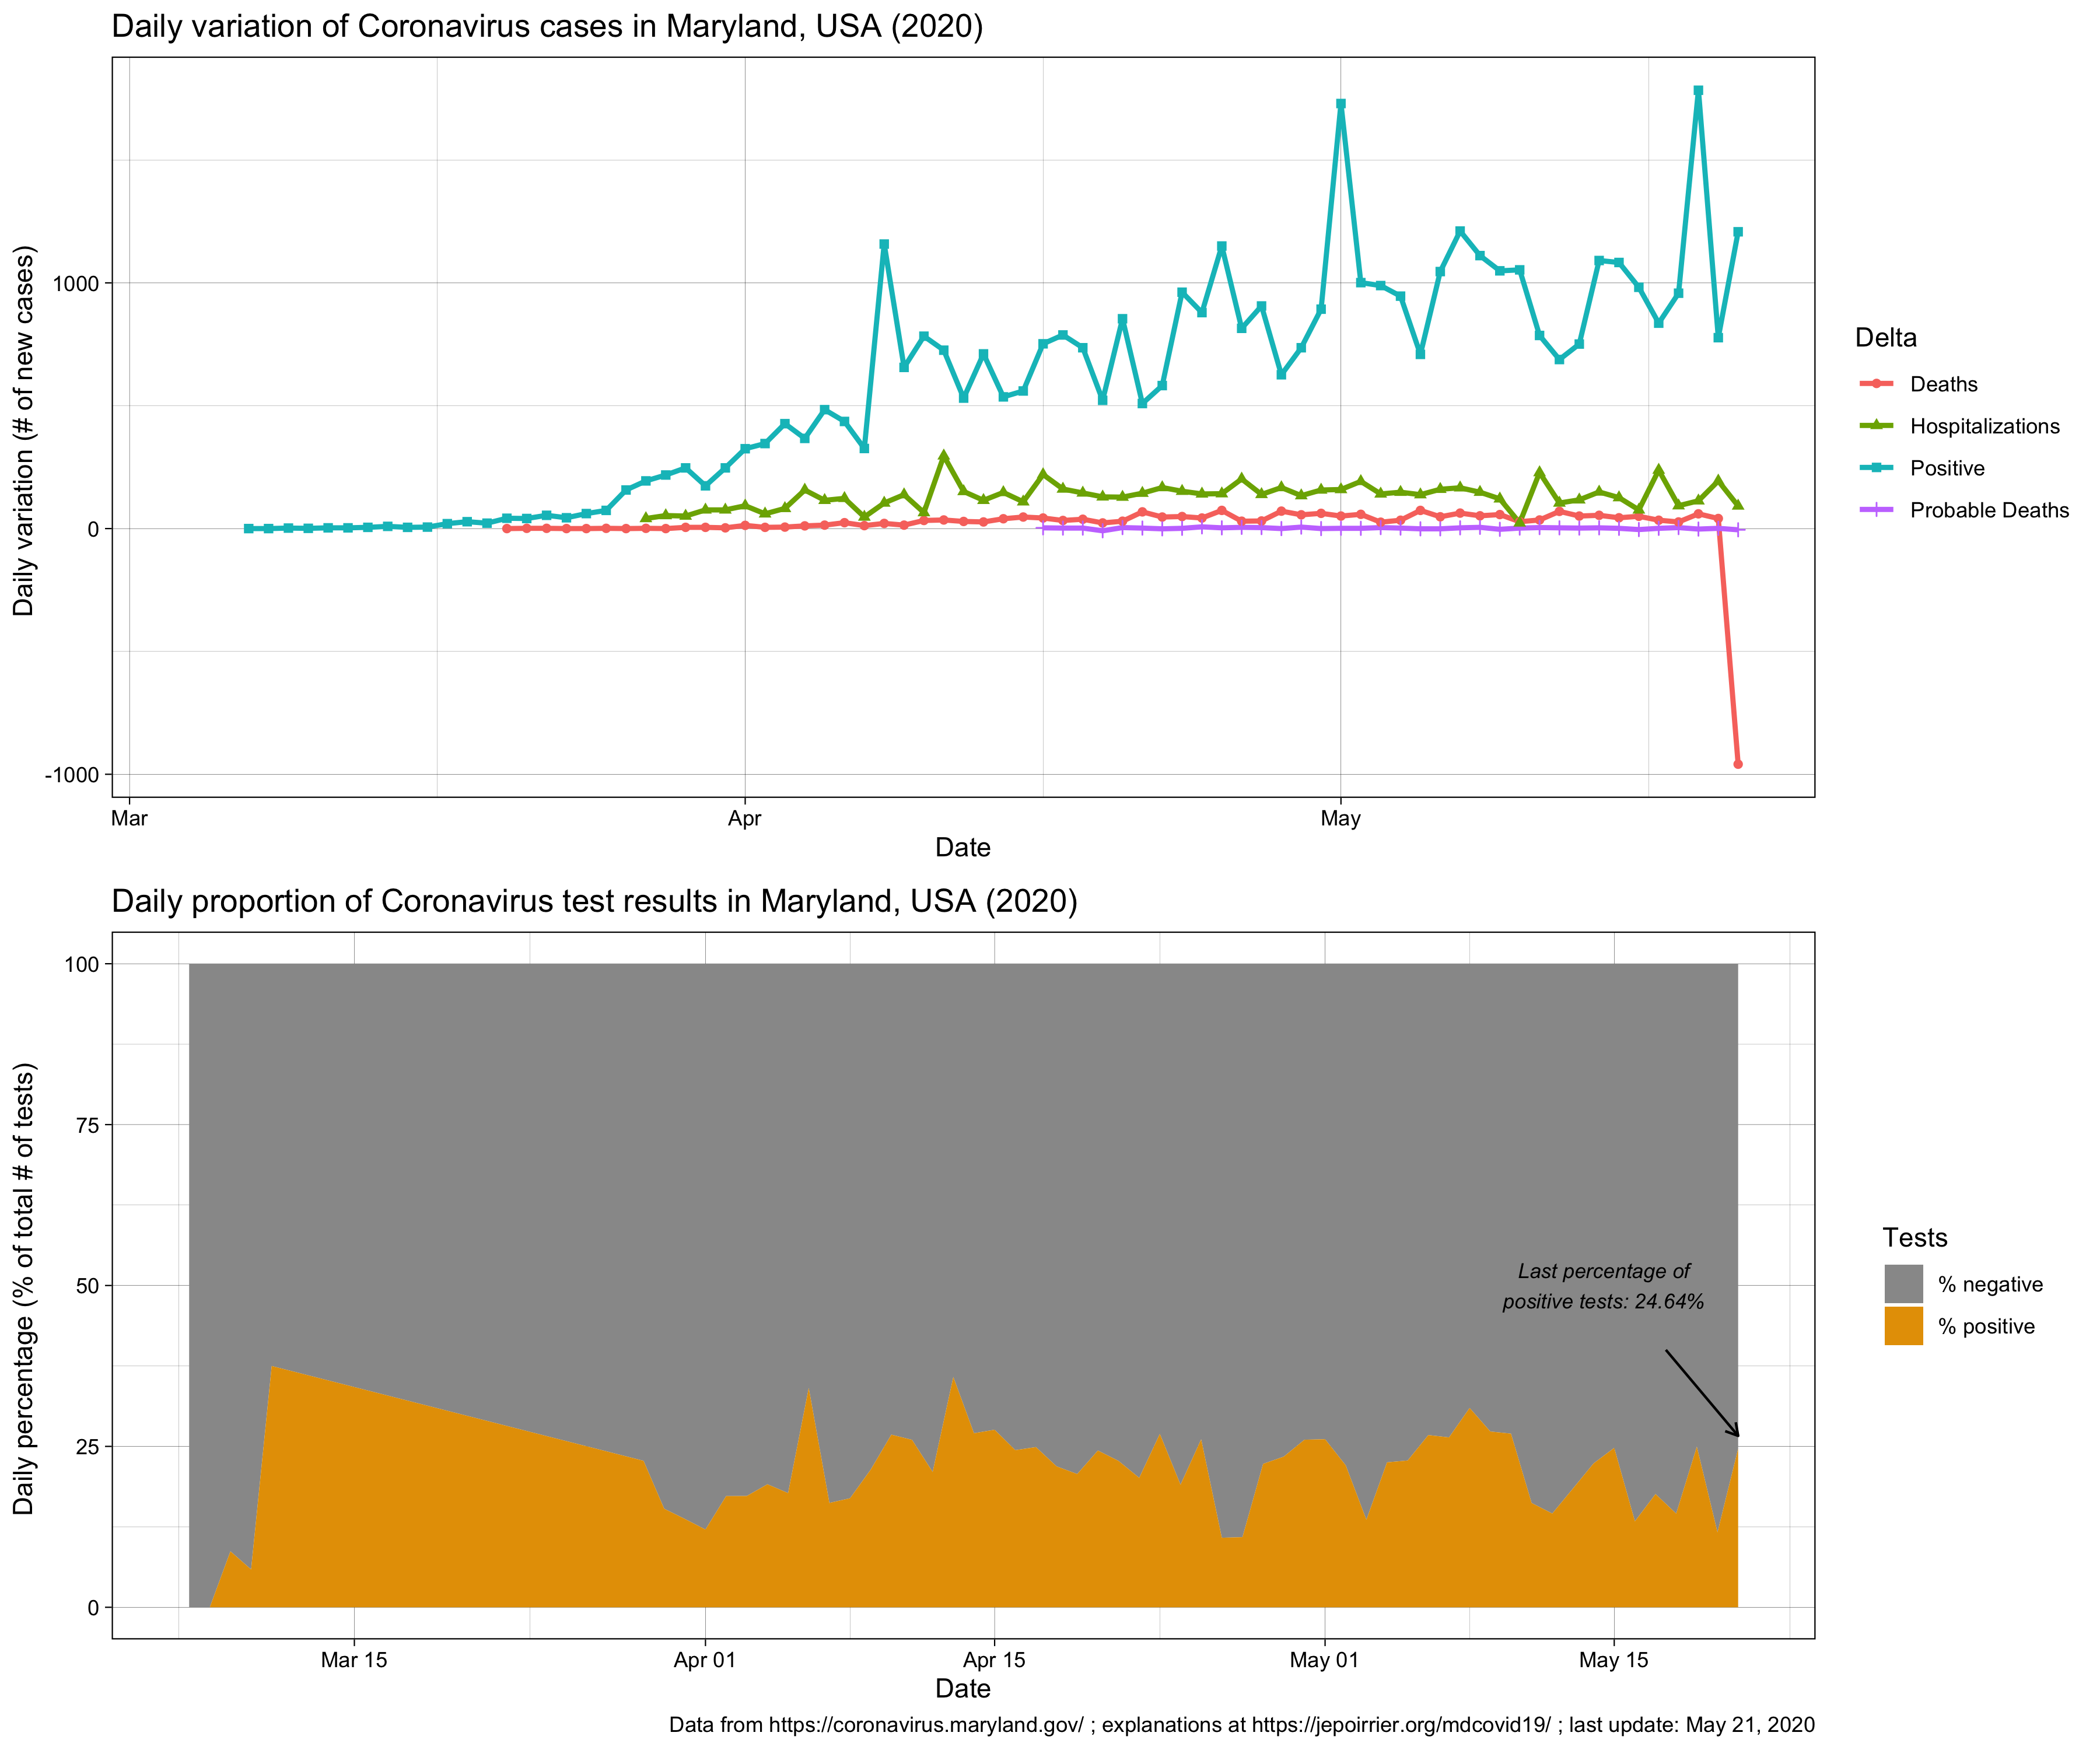 Daily variation of Coronavirus cases in Maryland, USA (2020)
Daily variation (# of new cases)
1000
0
-1000
Mar
Apr
May
Date
Delta
Deaths
Hospitalizations
Positive
Probable Deaths
Daily proportion of Coronavirus test results in Maryland, USA (2020)
Daily percentage (% of total # of tests)
100
75
50
25
0
Last percentage of
positive tests: 24.64%
Mar 15
Apr 01
Apr 15
May 01
May 15
Date
Tests
% negative
% positive
Data from https://coronavirus.maryland.gov/ ; explanations at https://jepoirrier.org/mdcovid19/ ; last update: May 21, 2020